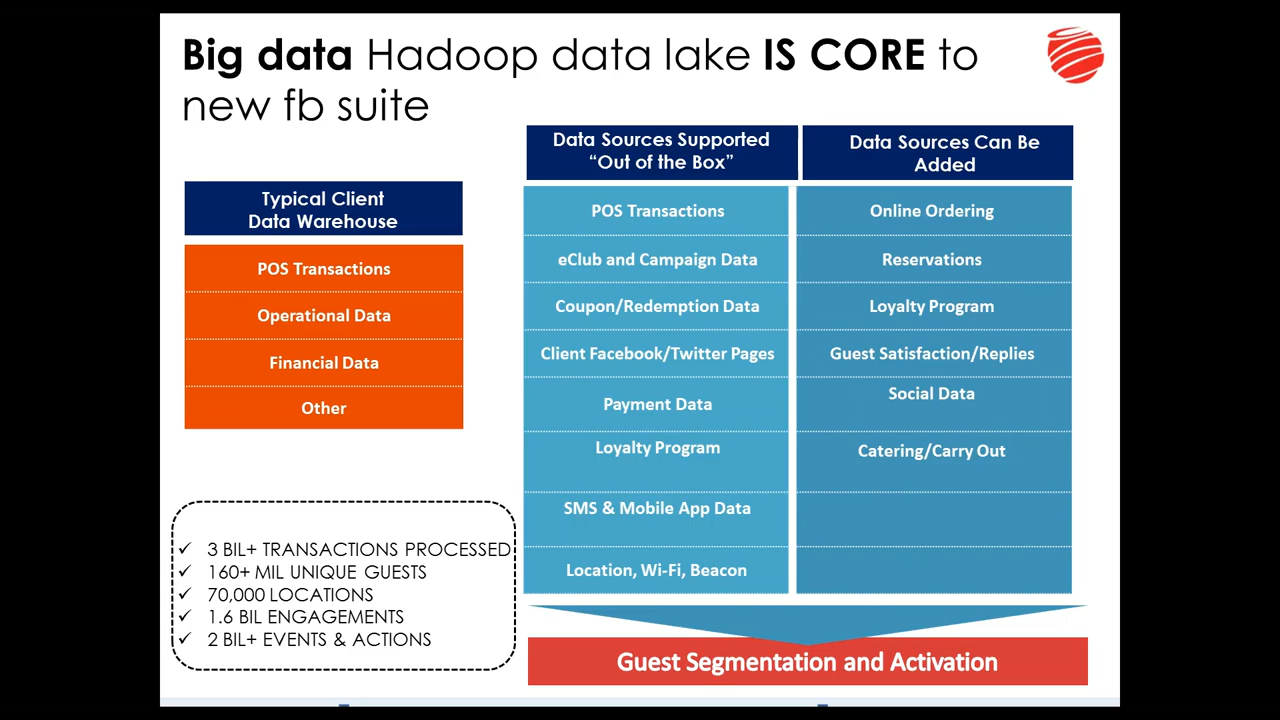 Big data Hadoop data lake IS CORE to
new fb suite
Typical Client
Data Warehouse
POS Transactions
Operational Data
Financial Data
Other
3 BIL+ TRANSACTIONS PROCESSED
160+ MIL UNIQUE GUESTS
70,000 LOCATIONS
1.6 BIL ENGAGEMENTS
2 BIL+ EVENTS & ACTIONS
Data Sources Supported
“Out of the Box”
POS Transactions
eClub and Campaign Data
Coupon/Redemption Data
Client Facebook/Twitter Pages
Payment Data
Loyalty Program
SMS & Mobile App Data
Location, Wi-Fi, Beacon
Data Sources Can Be
Added
Online Ordering
Reservations
Loyalty Program
Guest Satisfaction/Replies
Social Data
Catering/Carry Out
Guest Segmentation and Activation